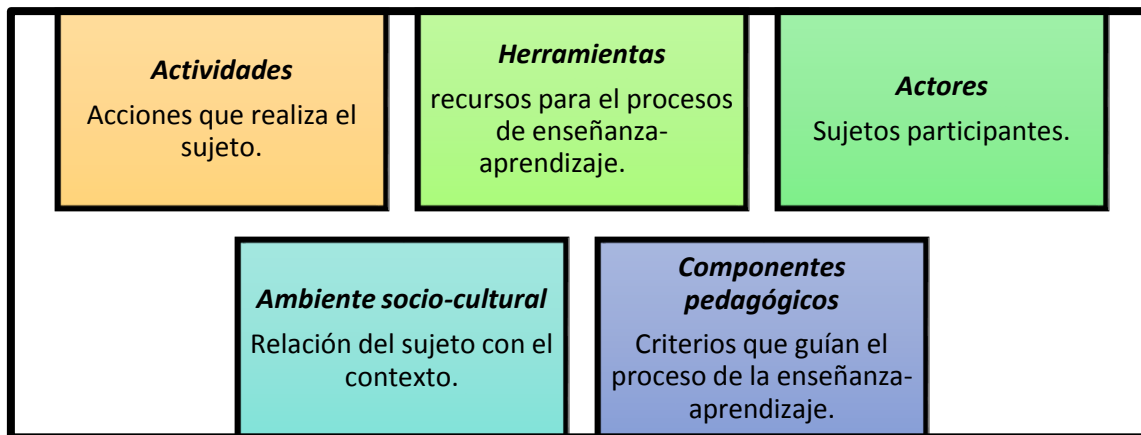 Actividades
Acciones que realiza el
sujeto.
Herramientas
recursos para el procesos
de enseñanza-
aprendizaje.
Actores
Sujetos participantes.
Ambiente socio-cultural
Relación del sujeto con el
contexto.
Componentes
pedagógicos
Criterios que guían el
proceso de la enseñanza-
aprendizaje.